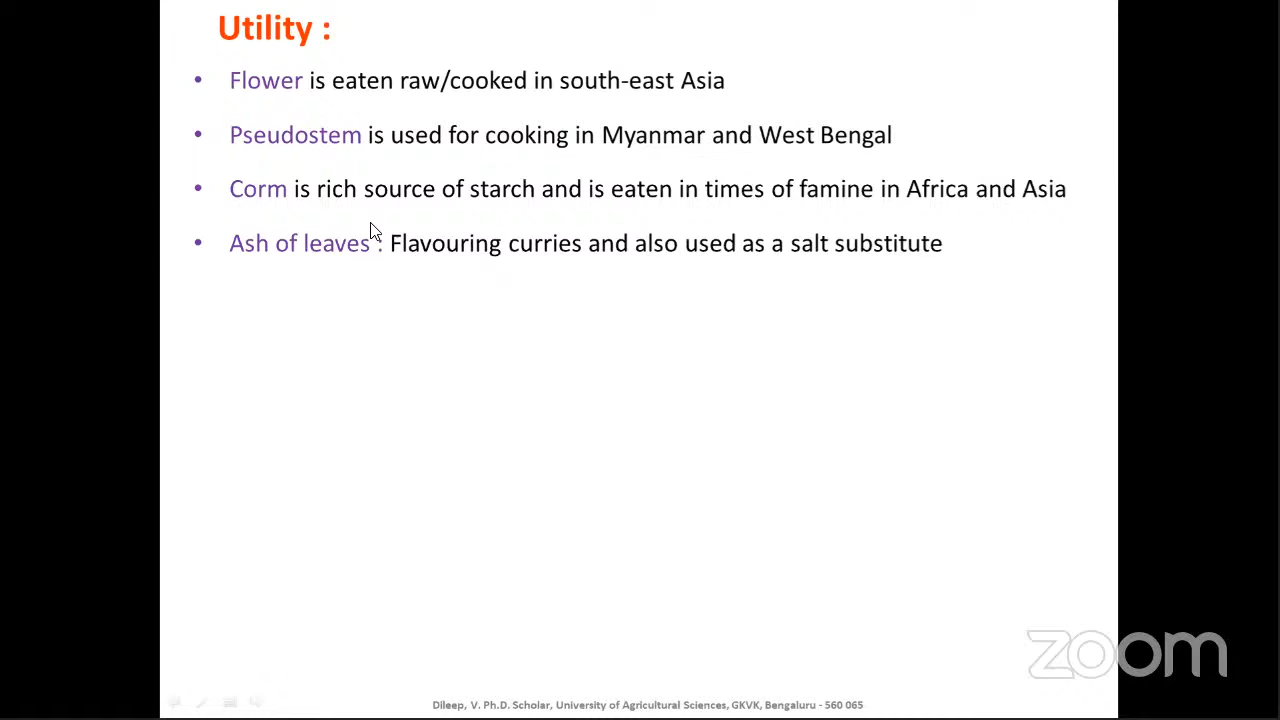 Utility :
• Flower is eaten raw/cooked in south-east Asia
• Pseudostem is used for cooking in Myanmar and West Bengal
• Corm is rich source of starch and is eaten in times of famine in Africa and Asia
• Ash of leaves : Flavouring curries and also used as a salt substitute
zoom
Dileep, V. Ph.D. Scholar, University of Agricultural Sciences, GKVK, Bengaluru - 560 065